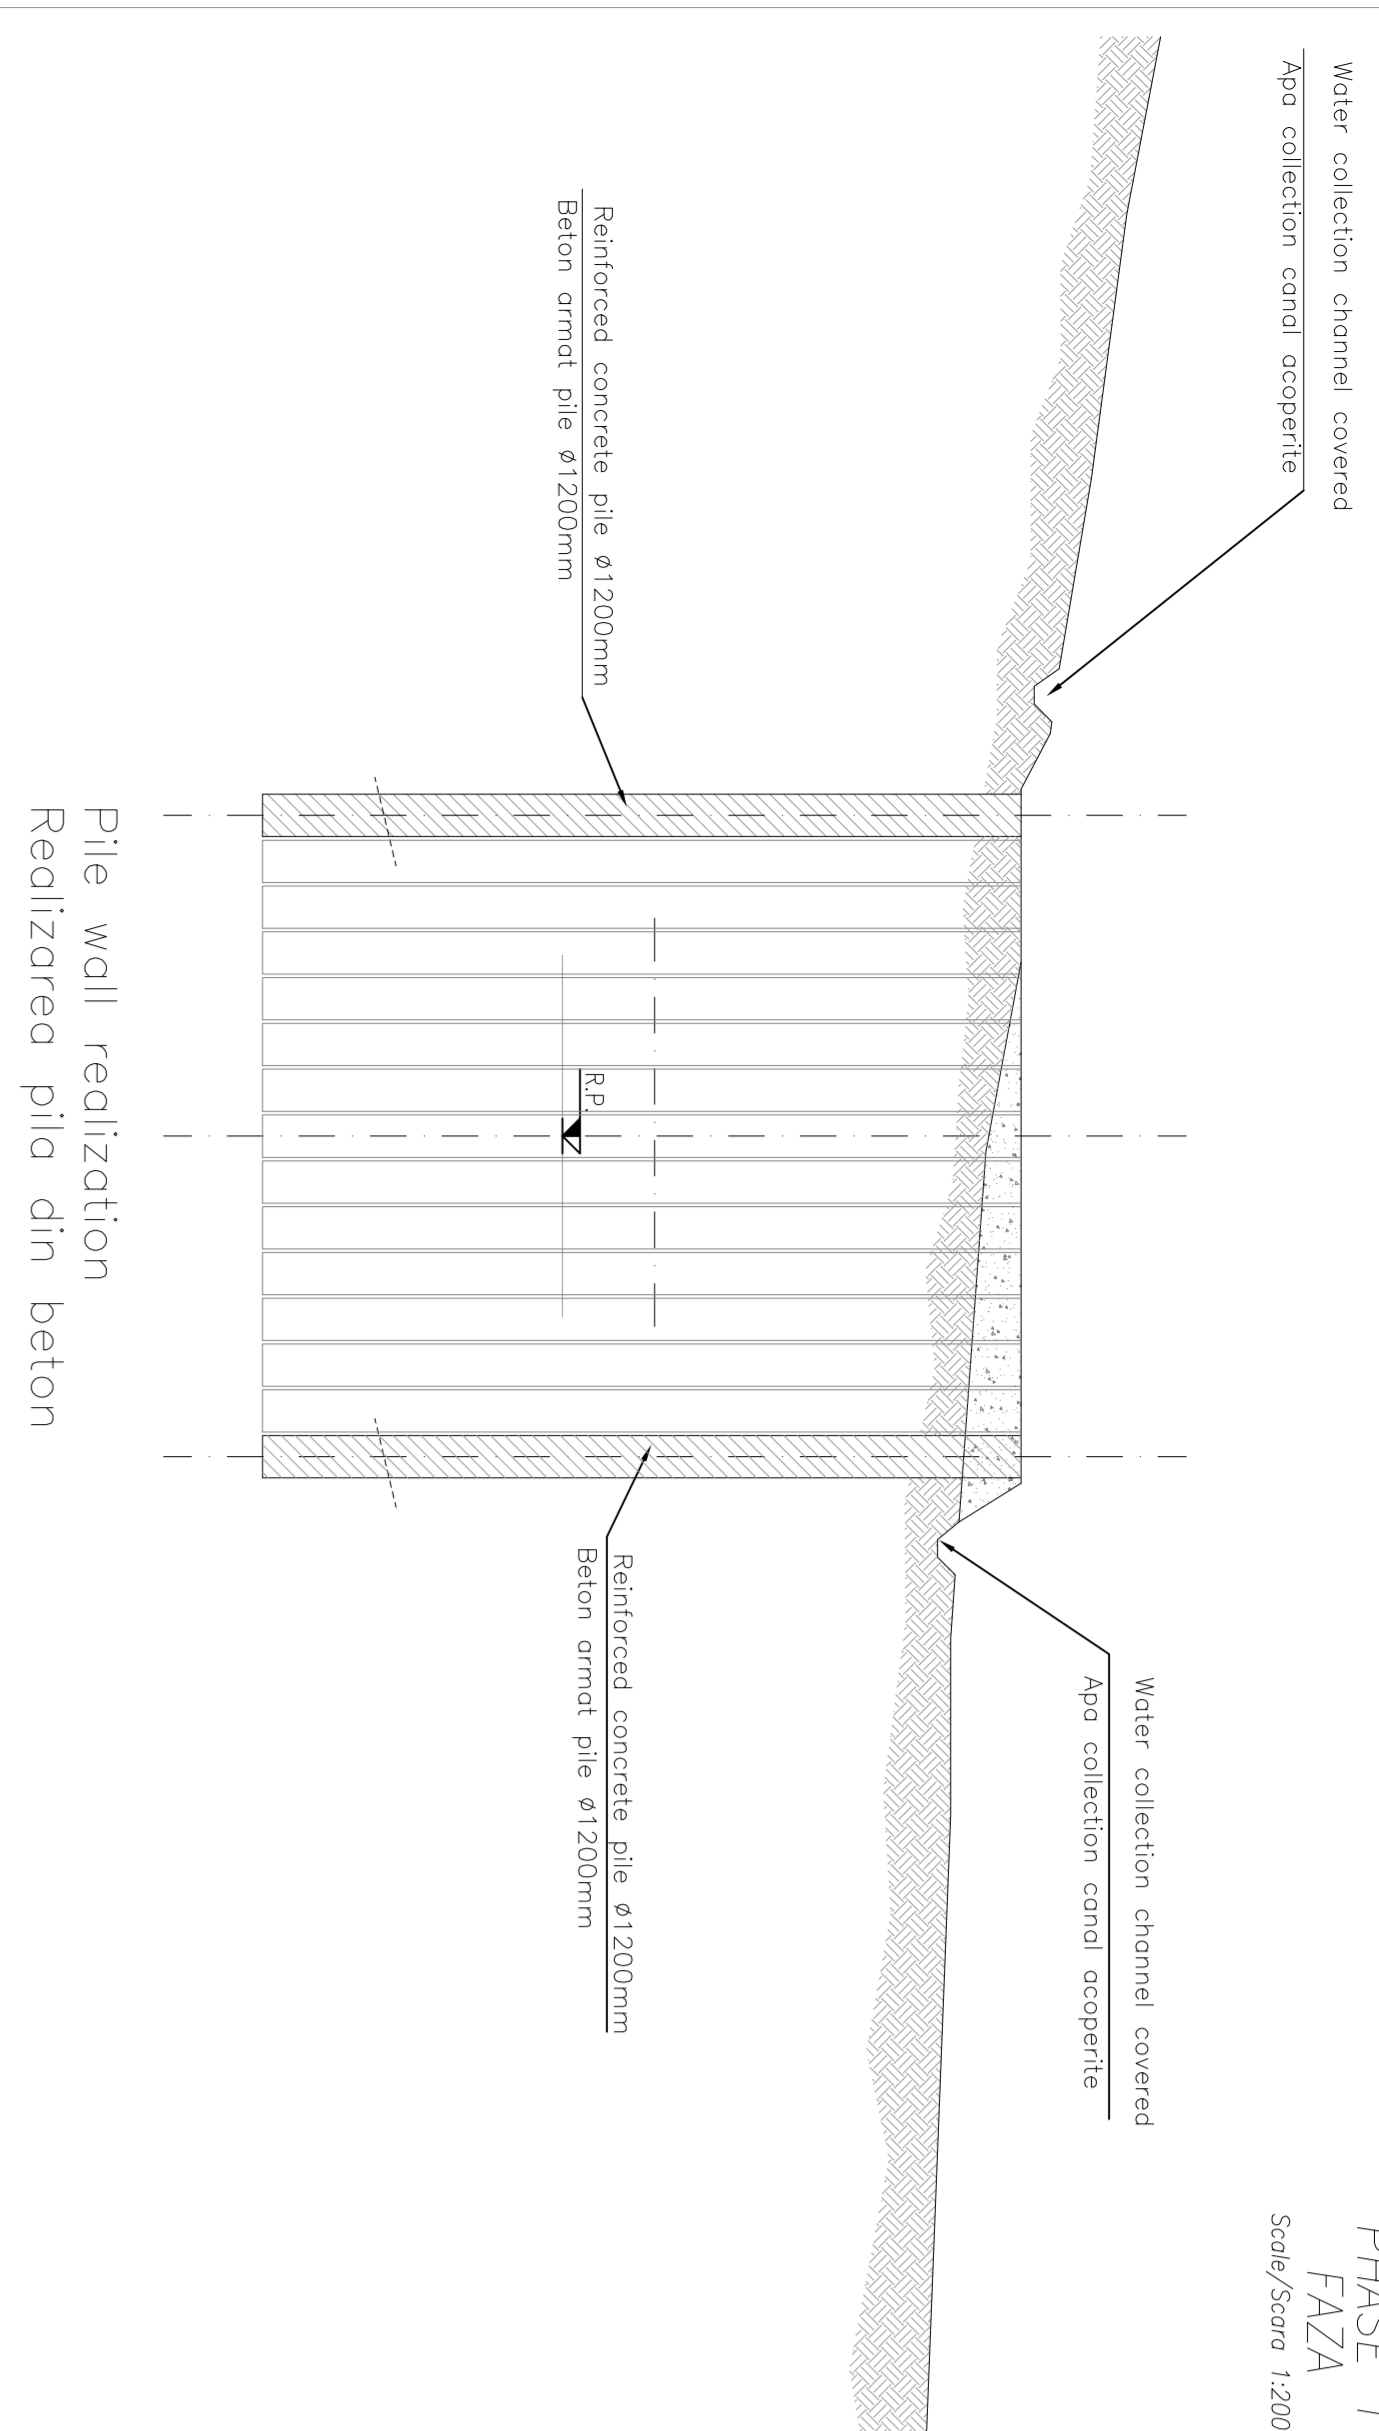 PHASE 1
FAZA
Scale/Scara 1:200
Water collection channel covered
Apa collection canal acoperite
Water collection channel covered
Apa collection canal acoperite
Reinforced concrete pile Ø1200mm
Beton armat pile Ø1200mm
R.P.
Reinforced concrete pile Ø1200mm
Beton armat pile Ø1200mm
Pile wall realization
Realizarea pila din beton